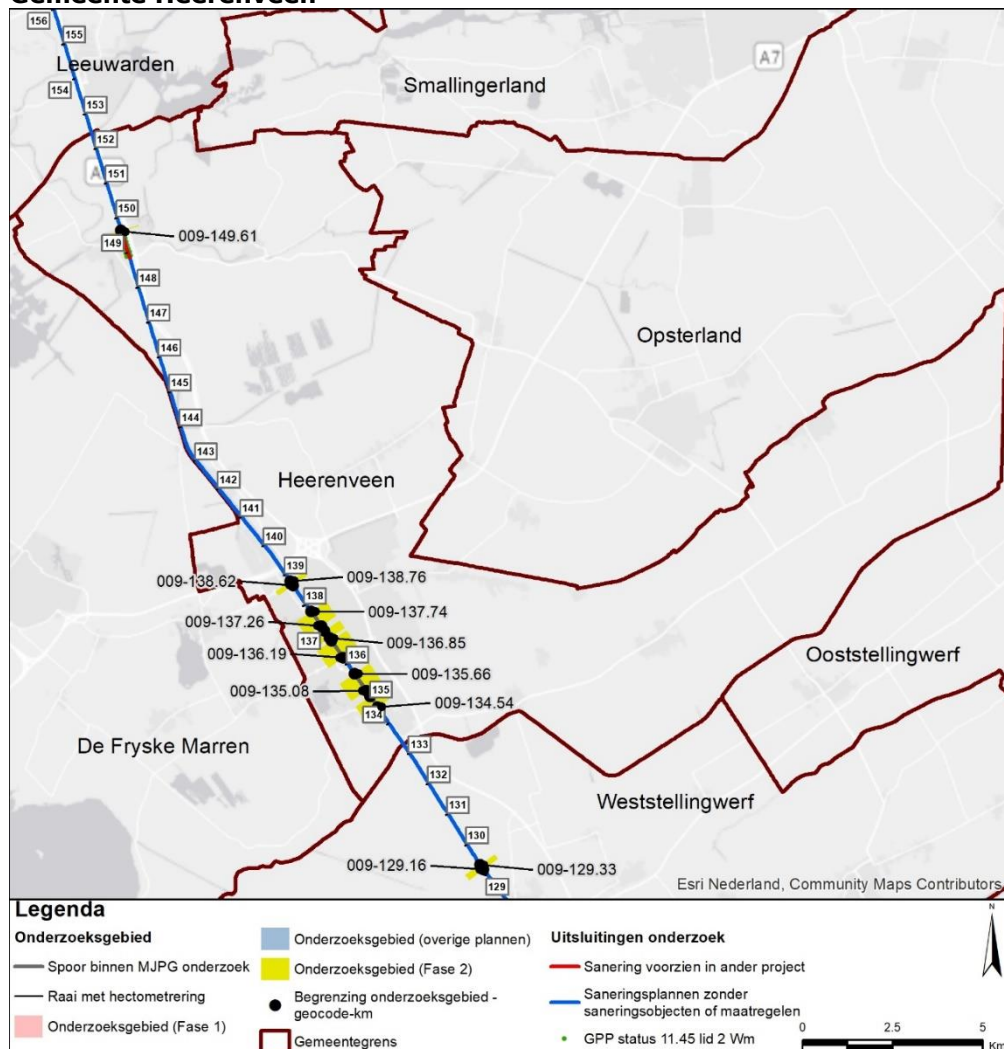 Gemeente Heerenveen
156
155
Leeuwarden
A7
154
Smallingerland
153
152
A
151
150
009-149.61
149
148
147
Opsterland
146
145
144
143
Heerenveen
142
141
140
139
009-138.62
009-138.76
138
009-137.74
009-137.26
137
009-136.85
009-136.19
136
Ooststellingwerf
009-135.66
009-135.08
135
009-134.54
134
De Fryske Marren
133
132
Weststellingwerf
131
130
009-129.16
009-129.33
129
Esri Nederland, Community Maps Contributors
Legenda
Onderzoeksgebied
Spoor binnen MJPG onderzoek
Raai met hectometrering
Onderzoeksgebied (Fase 1)
Onderzoeksgebied (overige plannen)
Onderzoeksgebied (Fase 2)
Begrenzing onderzoeksgebied -
geocode-km
Gemeentegrens
Uitsluitingen onderzoek
Sanering voorzien in ander project
Saneringsplannen zonder
saneringsobjecten of maatregelen
GPP status 11.45 lid 2 Wm
N
0 2.5 5
Km